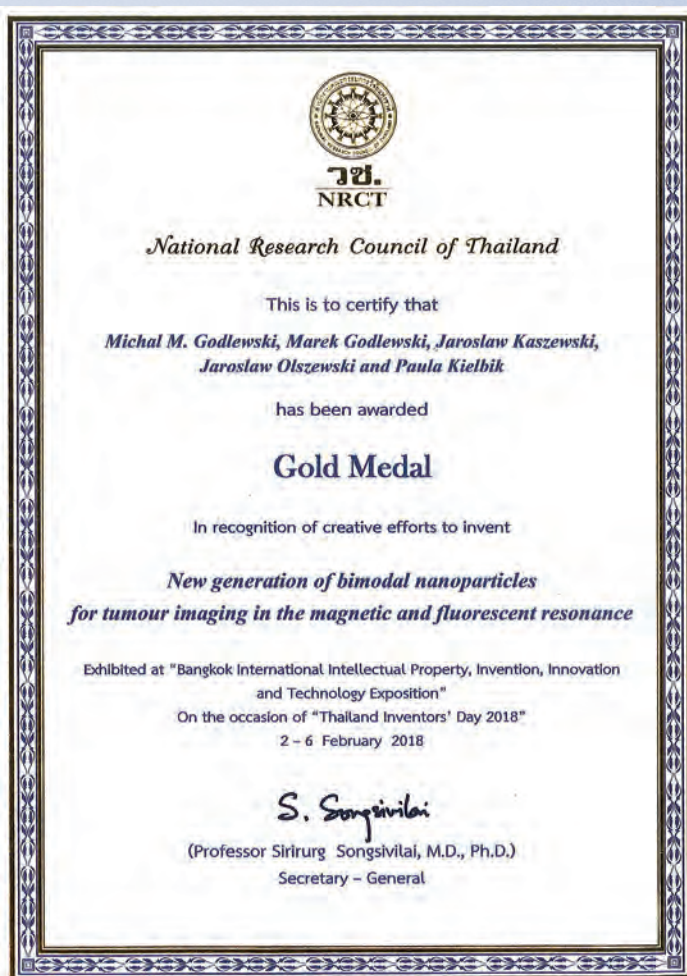 วช.
NRCT
National Research Council of Thailand
This is to certify that
Michal M. Godlewski, Marek Godlewski, Jaroslaw Kaszewski,
Jaroslaw Olszewski and Paula Kielbik
has been awarded
Gold Medal
In recognition of creative efforts to invent
New generation of bimodal nanoparticles
for tumour imaging in the magnetic and fluorescent resonance
Exhibited at "Bangkok International Intellectual Property, Invention, Innovation
and Technology Exposition"
On the occasion of "Thailand Inventors' Day 2018"
2 – 6 February 2018
S. Songsivilai
(Professor Sirirurg Songsivilai, M.D., Ph.D.)
Secretary – General